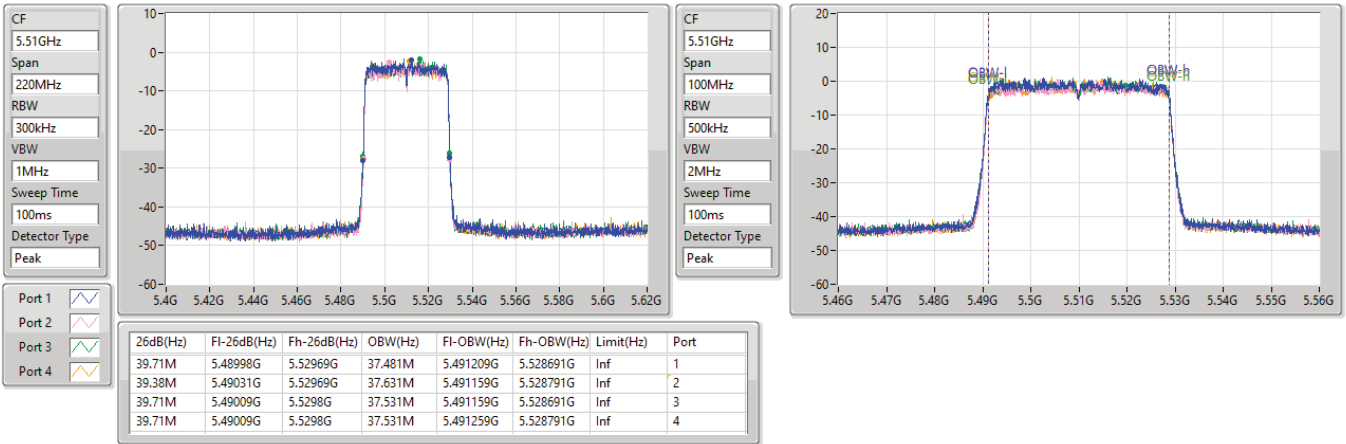 CF
5.51GHz
Span
220MHz
RBW
300kHz
VBW
1MHz
Sweep Time
100ms
Detector Type
Peak
10-
0-
-10-
-20-
-30-
-40-
-50-
-60-
5.4G 5.42G 5.44G 5.46G 5.48G 5.5G 5.52G 5.54G 5.56G 5.58G 5.6G 5.62G
CF
5.51GHz
Span
100MHz
RBW
500kHz
VBW
2MHz
Sweep Time
100ms
Detector Type
Peak
20-
10-
0-
-10-
-20-
-30-
-40-
-50-
-60-
OBW-l OBW-h
5.46G 5.47G 5.48G 5.49G 5.5G 5.51G 5.52G 5.53G 5.54G 5.55G 5.56G
Port 1
Port 2
Port 3
Port 4
26dB(Hz) Fl-26dB(Hz) Fh-26dB(Hz) OBW(Hz) Fl-OBW(Hz) Fh-OBW(Hz) Limit(Hz) Port
39.71M 5.48998G 5.52969G 37.481M 5.491209G 5.528691G Inf 1
39.38M 5.49031G 5.52969G 37.631M 5.491159G 5.528791G Inf 2
39.71M 5.49009G 5.5298G 37.531M 5.491159G 5.528691G Inf 3
39.71M 5.49009G 5.5298G 37.531M 5.491259G 5.528791G Inf 4